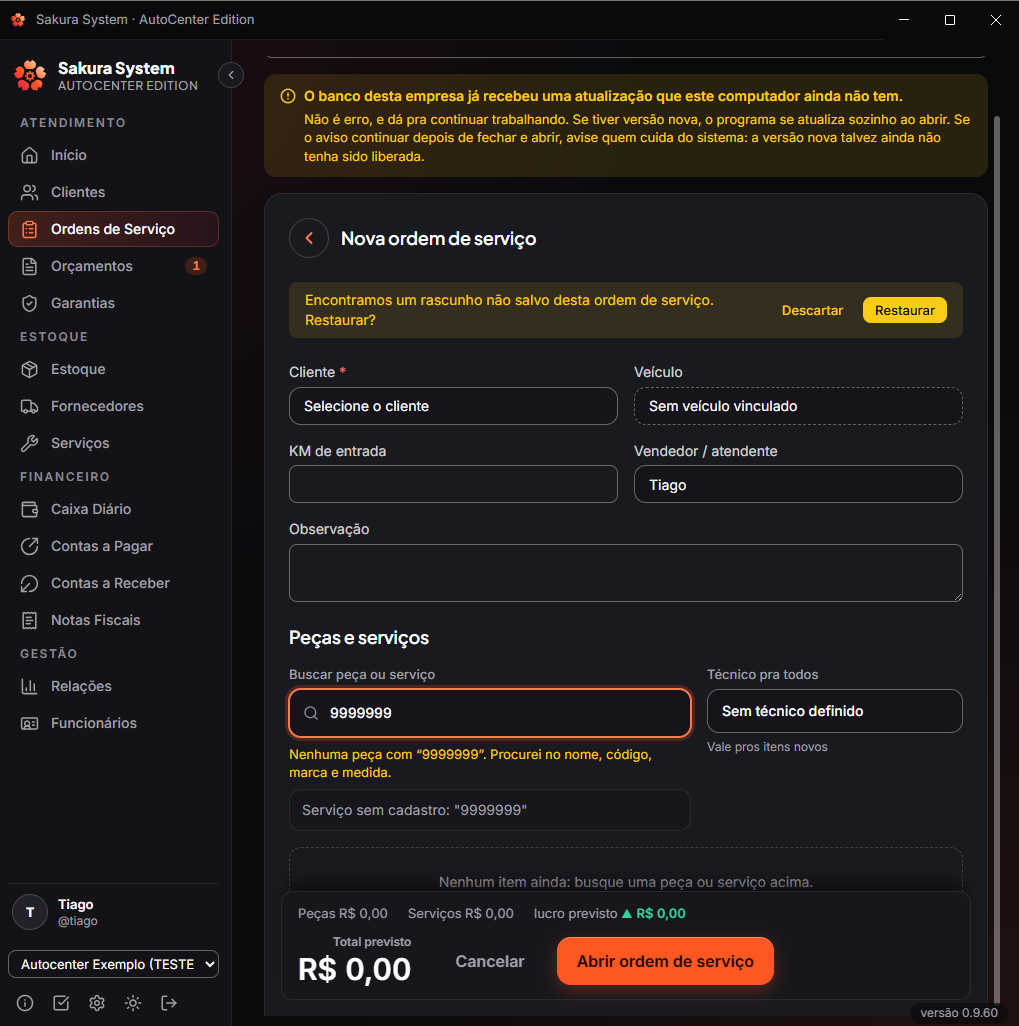 Sakura System · AutoCenter Edition
Sakura System
AUTOCENTER EDITION
ATENDIMENTO
Início
Clientes
Ordens de Serviço
Orçamentos
1
Garantias
ESTOQUE
Estoque
Fornecedores
Serviços
FINANCEIRO
Caixa Diário
Contas a Pagar
Contas a Receber
Notas Fiscais
GESTÃO
Relações
Funcionários
T
Tiago
@tiago
Autocenter Exemplo (TESTE
O banco desta empresa já recebeu uma atualização que este computador ainda não tem.
Não é erro, e dá pra continuar trabalhando. Se tiver versão nova, o programa se atualiza sozinho ao abrir. Se
o aviso continuar depois de fechar e abrir, avise quem cuida do sistema: a versão nova talvez ainda não
tenha sido liberada.
Nova ordem de serviço
Encontramos um rascunho não salvo desta ordem de serviço.
Restaurar?
Descartar
Restaurar
Cliente *
Veículo
Selecione o cliente
Sem veículo vinculado
KM de entrada
Vendedor / atendente
Tiago
Observação
Peças e serviços
Buscar peça ou serviço
Técnico pra todos
9999999
Sem técnico definido
Nenhuma peça com “9999999”. Procurei no nome, código,
marca e medida.
Vale pros itens novos
Serviço sem cadastro: "9999999"
Nenhum item ainda: busque uma peça ou serviço acima.
Peças R$ 0,00
Serviços R$ 0,00
lucro previsto ▲ R$ 0,00
Total previsto
R$ 0,00
Cancelar
Abrir ordem de serviço
versão 0.9.60